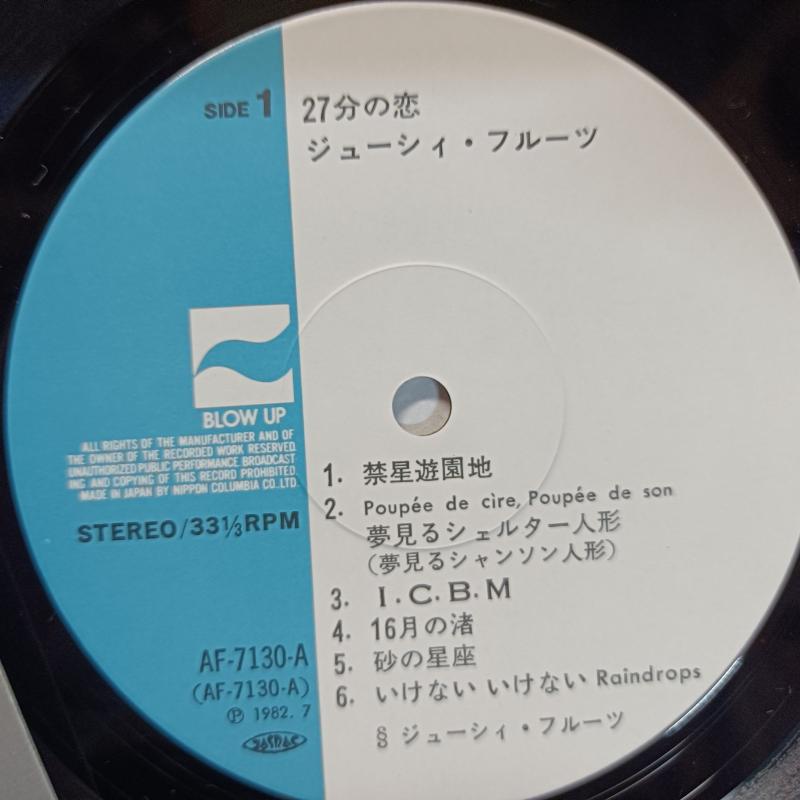 SIDE 1
27分の恋
ジューシィ・フルーツ
BLOW UP
ALL RIGHTS OF THE MANUFACTURER AND OF
THE OWNER OF THE RECORDED WORK RESERVED
UNAUTHORIZED PUBLIC PERFORMANCE BROADCAST
ING AND COPYING OF THIS RECORD PROHIBITED
MADE IN JAPAN BY NIPPON COLUMBIA CO. LTD.
STEREO/33⅓RPM
AF-7130-A
(AF-7130-A)
Ⓟ 1982. 7
JASRAC
1. 禁星遊園地
2. Poupée de cire, Poupée de son
夢見るシェルター人形
(夢見るシャンソン人形)
3. I.C.B.M
4. 16月の渚
5. 砂の星座
6. いけない いけない Raindrops
§ ジューシィ・フルーツ